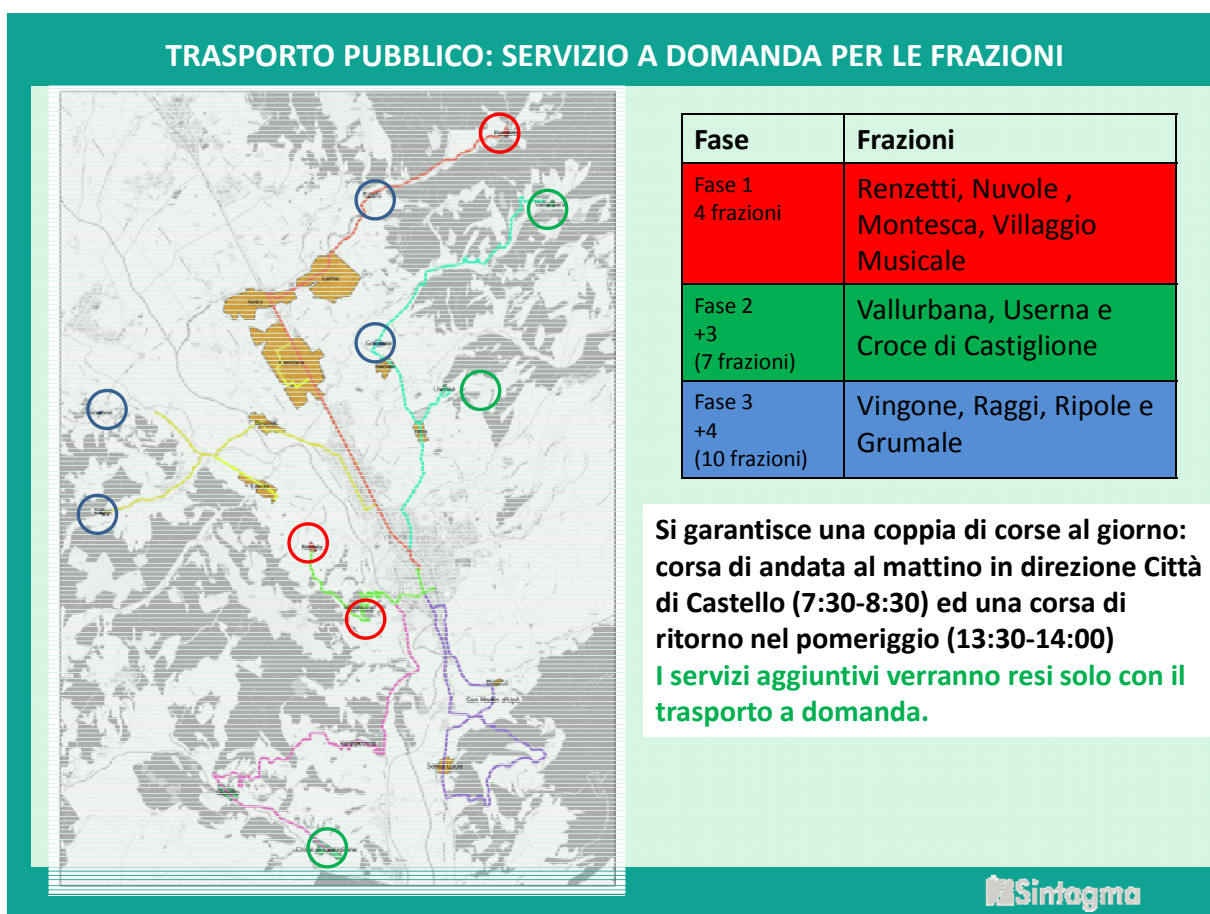 TRASPORTO PUBBLICO: SERVIZIO A DOMANDA PER LE FRAZIONI
Fase
Frazioni
Fase 1
4 frazioni
Renzetti, Nuvole ,
Montesca, Villaggio
Musicale
Fase 2
+3
(7 frazioni)
Vallurbana, Userna e
Croce di Castiglione
Fase 3
+4
(10 frazioni)
Vingone, Raggi, Ripole e
Grumale
Si garantisce una coppia di corse al giorno:
corsa di andata al mattino in direzione Città
di Castello (7:30-8:30) ed una corsa di
ritorno nel pomeriggio (13:30-14:00)
I servizi aggiuntivi verranno resi solo con il
trasporto a domanda.
Sintagma